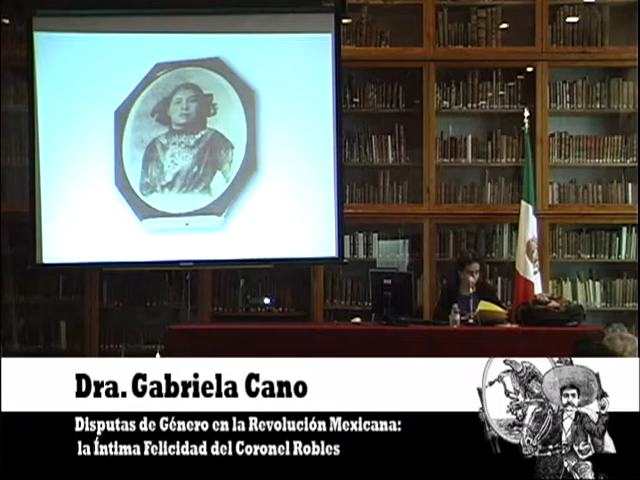 Dra. Gabriela Cano
Disputas de Género en la Revolución Mexicana:
la Íntima Felicidad del Coronel Robles